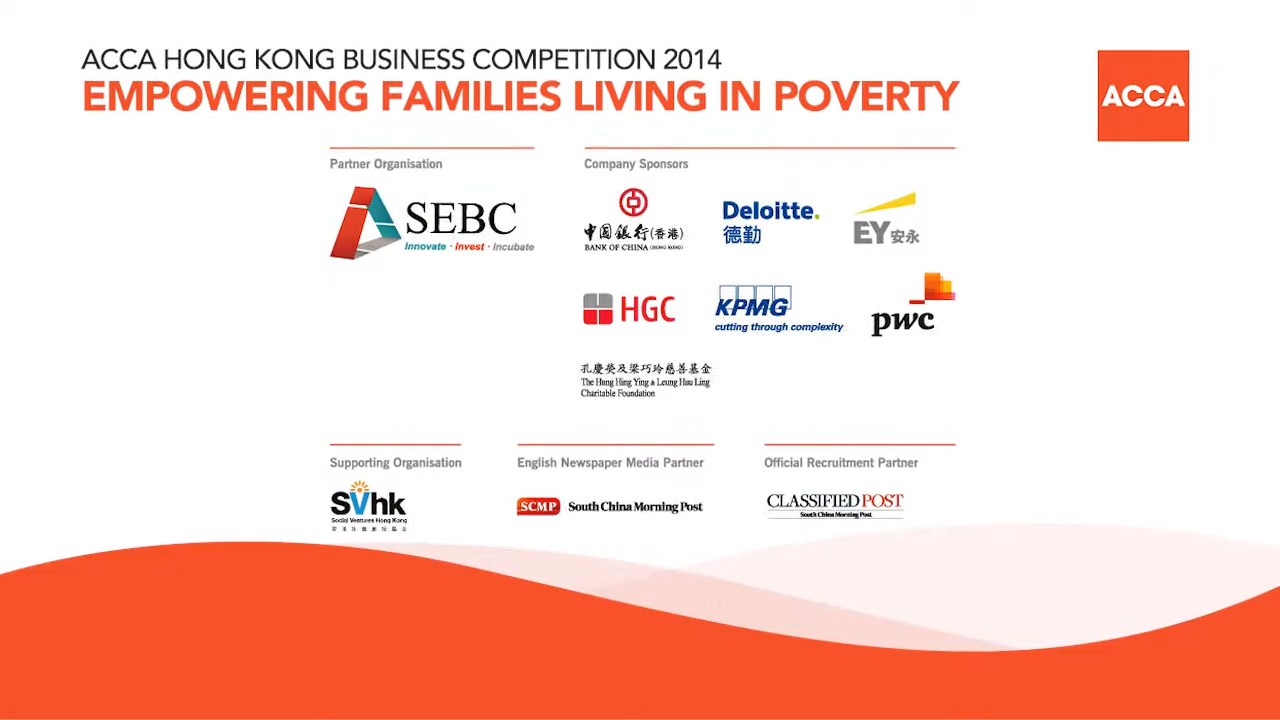 ACCA HONG KONG BUSINESS COMPETITION 2014
EMPOWERING FAMILIES LIVING IN POVERTY
ACCA
Partner Organisation
Company Sponsors
SEBC
Innovate · Invest · Incubate
中國銀行(香港)
BANK OF CHINA (HONG KONG)
Deloitte.
德勤
EY安永
HGC
KPMG
cutting through complexity
pwc
孔慶熒及梁巧玲慈善基金
The Hung Hing Ying & Leung Hau Ling
Charitable Foundation
Supporting Organisation
English Newspaper Media Partner
Official Recruitment Partner
SVhk
Social Ventures Hong Kong
SCMP South China Morning Post
CLASSIFIED POST
South China Morning Post